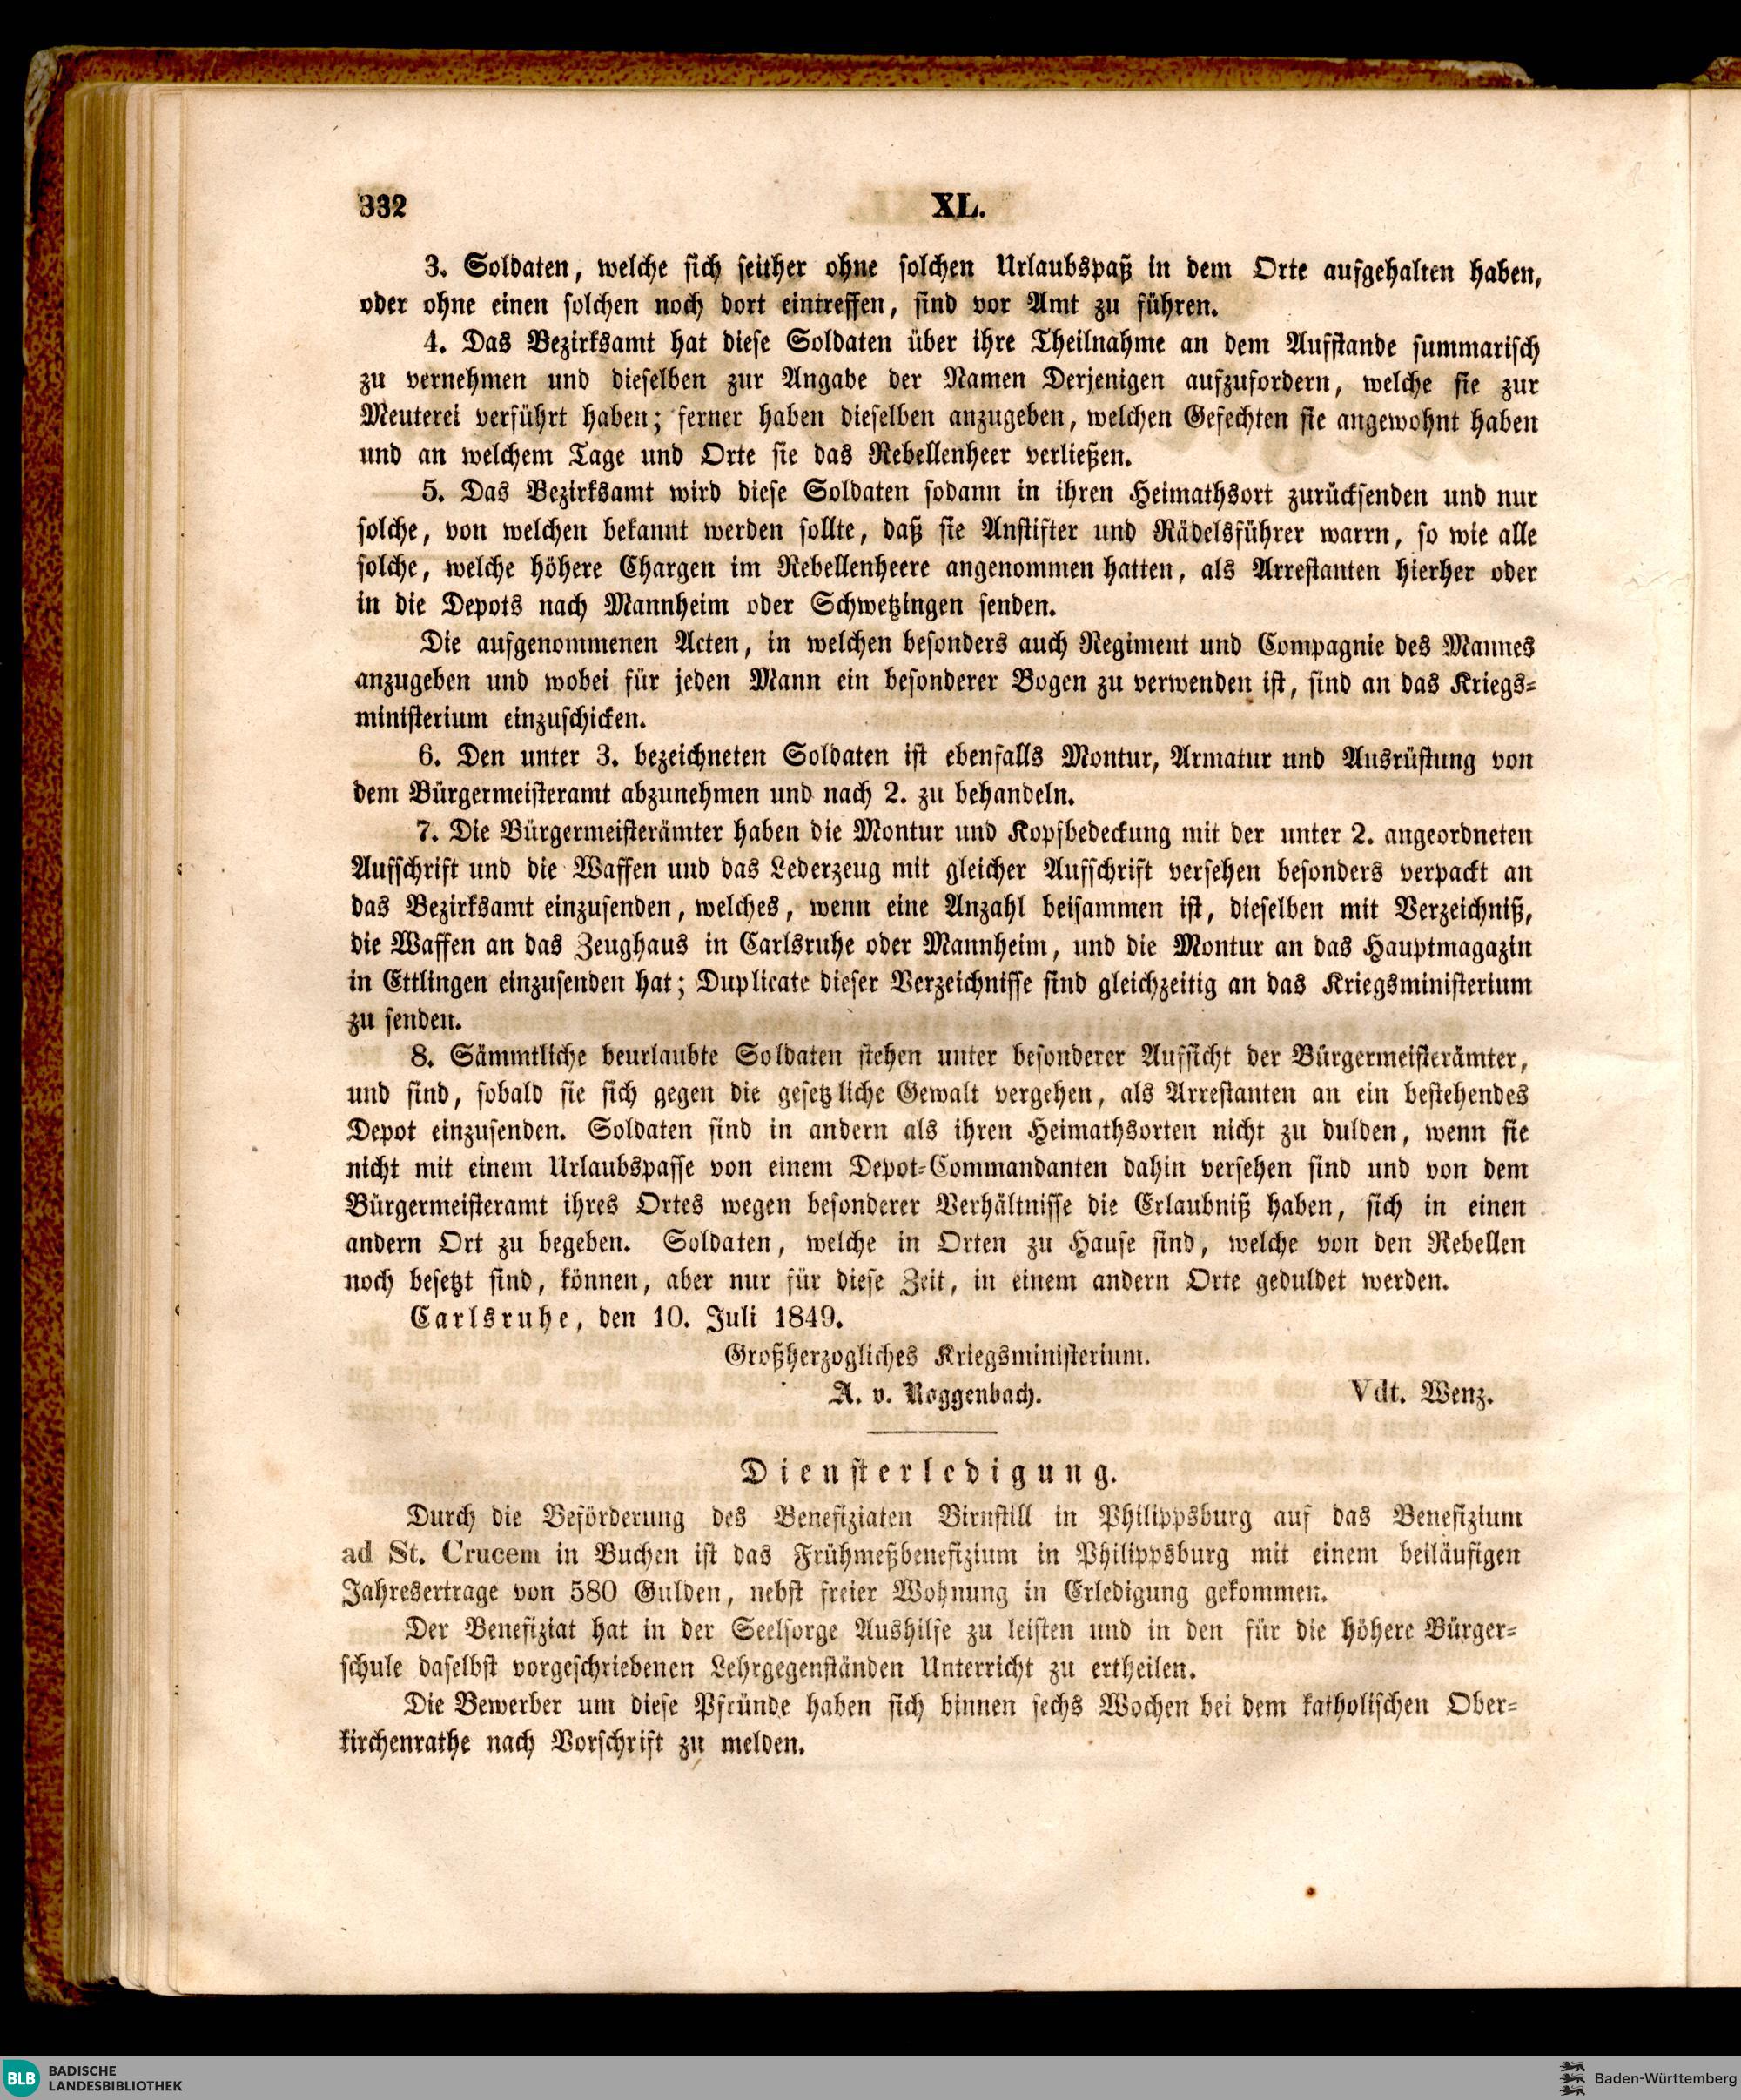 332 XL.
3. Soldaten, welche sich seither ohne solchen Urlaubspaß in dem Orte aufgehalten haben,
oder ohne einen solchen noch dort eintreffen, sind vor Amt zu führen.
4. Das Bezirksamt hat diese Soldaten über ihre Theilnahme an dem Aufstande summarisch
zu vernehmen und dieselben zur Angabe der Namen Derjenigen aufzufordern, welche sie zur
Meuterei verführt haben; ferner haben dieselben anzugeben, welchen Gefechten sie angewohnt haben
und an welchem Tage und Orte sie das Rebellenheer verließen.
5. Das Bezirksamt wird diese Soldaten sodann in ihren Heimathsort zurücksenden und nur
solche, von welchen bekannt werden sollte, daß sie Anstifter und Rädelsführer warrn, so wie alle
solche, welche höhere Chargen im Rebellenheere angenommen hatten, als Arrestanten hierher oder
in die Depots nach Mannheim oder Schwetzingen senden.
Die aufgenommenen Acten, in welchen besonders auch Regiment und Compagnie des Mannes
anzugeben und wobei für jeden Mann ein besonderer Bogen zu verwenden ist, sind an das Kriegs-
ministerium einzuschicken.
6. Den unter 3. bezeichneten Soldaten ist ebenfalls Montur, Armatur und Ausrüstung von
dem Bürgermeisteramt abzunehmen und nach 2. zu behandeln.
7. Die Bürgermeisterämter haben die Montur und Kopfbedeckung mit der unter 2. angeordneten
Aufschrift und die Waffen und das Lederzeug mit gleicher Aufschrift versehen besonders verpackt an
das Bezirksamt einzusenden, welches, wenn eine Anzahl beisammen ist, dieselben mit Verzeichniß,
die Waffen an das Zeughaus in Carlsruhe oder Mannheim, und die Montur an das Hauptmagazin
in Ettlingen einzusenden hat; Duplicate dieser Verzeichnisse sind gleichzeitig an das Kriegsministerium
zu senden.
8. Sämmtliche beurlaubte Soldaten stehen unter besonderer Aufsicht der Bürgermeisterämter,
und sind, sobald sie sich gegen die gesetzliche Gewalt vergehen, als Arrestanten an ein bestehendes
Depot einzusenden. Soldaten sind in andern als ihren Heimathsorten nicht zu dulden, wenn sie
nicht mit einem Urlaubspasse von einem Depot-Commandanten dahin versehen sind und von dem
Bürgermeisteramt ihres Ortes wegen besonderer Verhältnisse die Erlaubniß haben, sich in einen
andern Ort zu begeben. Soldaten, welche in Orten zu Hause sind, welche von den Rebellen
noch besetzt sind, können, aber nur für diese Zeit, in einem andern Orte geduldet werden.
Carlsruhe, den 10. Juli 1849.
Großherzogliches Kriegsministerium.
A. v. Roggenbach. Vdt. Wenz.
Diensterledigung.
Durch die Beförderung des Benefiziaten Birnstill in Philippsburg auf das Benefizium
ad St. Crucem in Buchen ist das Frühmeßbenefizium in Philippsburg mit einem beiläufigen
Jahresertrage von 580 Gulden, nebst freier Wohnung in Erledigung gekommen.
Der Benefiziat hat in der Seelsorge Aushilfe zu leisten und in den für die höhere Bürger-
schule daselbst vorgeschriebenen Lehrgegenständen Unterricht zu ertheilen.
Die Bewerber um diese Pfründe haben sich binnen sechs Wochen bei dem katholischen Ober-
kirchenrathe nach Vorschrift zu melden.
BLB BADISCHE
LANDESBIBLIOTHEK
Baden-Württemberg